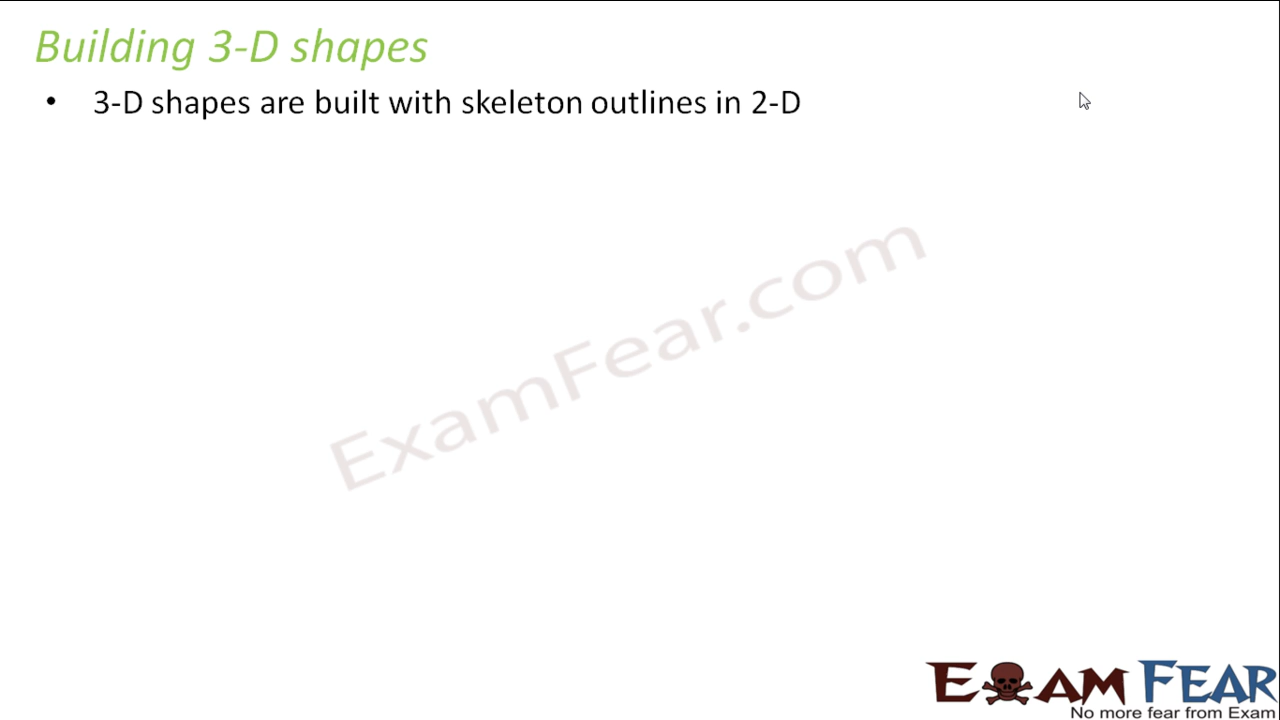 Building 3-D shapes
• 3-D shapes are built with skeleton outlines in 2-D
ExamFear.com
EXAM FEAR
No more fear from Exam